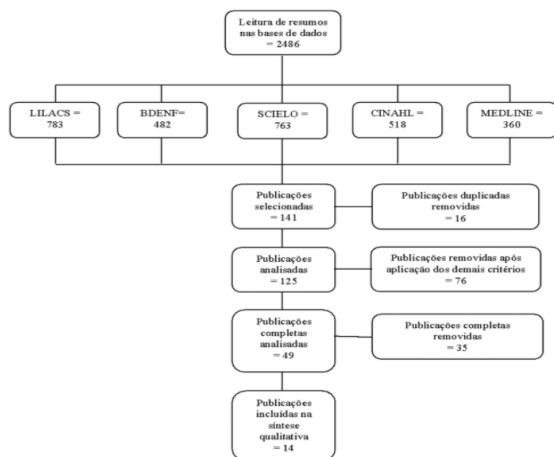 Leitura de resumos
nas bases de dados
= 2486
LILACS =
783
BDENF=
482
SCIELO =
763
CINAHL =
518
MEDLINE =
360
Publicações
selecionadas
= 141
Publicações duplicadas
removidas
= 16
Publicações
analisadas
= 125
Publicações removidas após
aplicação dos demais critérios
= 76
Publicações
completas
analisadas
= 49
Publicações completas
removidas
= 35
Publicações
incluídas na
síntese
qualitativa
= 14